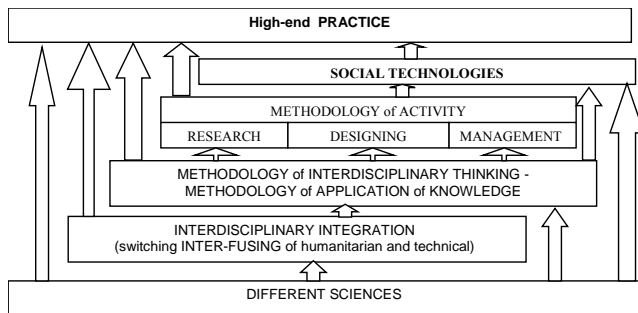 High-end PRACTICE
SOCIAL TECHNOLOGIES
METHODOLOGY of ACTIVITY
RESEARCH
DESIGNING
MANAGEMENT
METHODOLOGY of INTERDISCIPLINARY THINKING -
METHODOLOGY of APPLICATION of KNOWLEDGE
INTERDISCIPLINARY INTEGRATION
(switching INTER-FUSING of humanitarian and technical)
DIFFERENT SCIENCES